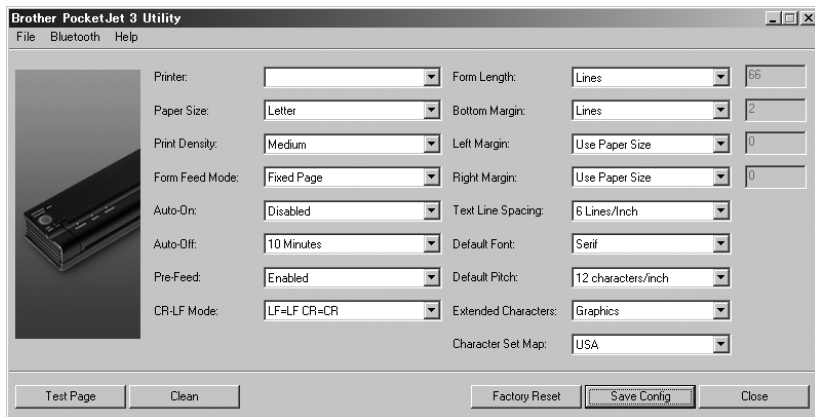 Brother PocketJet 3 Utility
File Bluetooth Help
Printer:
Paper Size: Letter
Print Density: Medium
Form Feed Mode: Fixed Page
Auto-On: Disabled
Auto-Off: 10 Minutes
Pre-Feed: Enabled
CR-LF Mode: LF=LF CR=CR
Form Length: Lines 66
Bottom Margin: Lines 2
Left Margin: Use Paper Size 0
Right Margin: Use Paper Size 0
Text Line Spacing: 6 Lines/Inch
Default Font: Serif
Default Pitch: 12 characters/inch
Extended Characters: Graphics
Character Set Map: USA
Test Page Clean Factory Reset Save Config Close